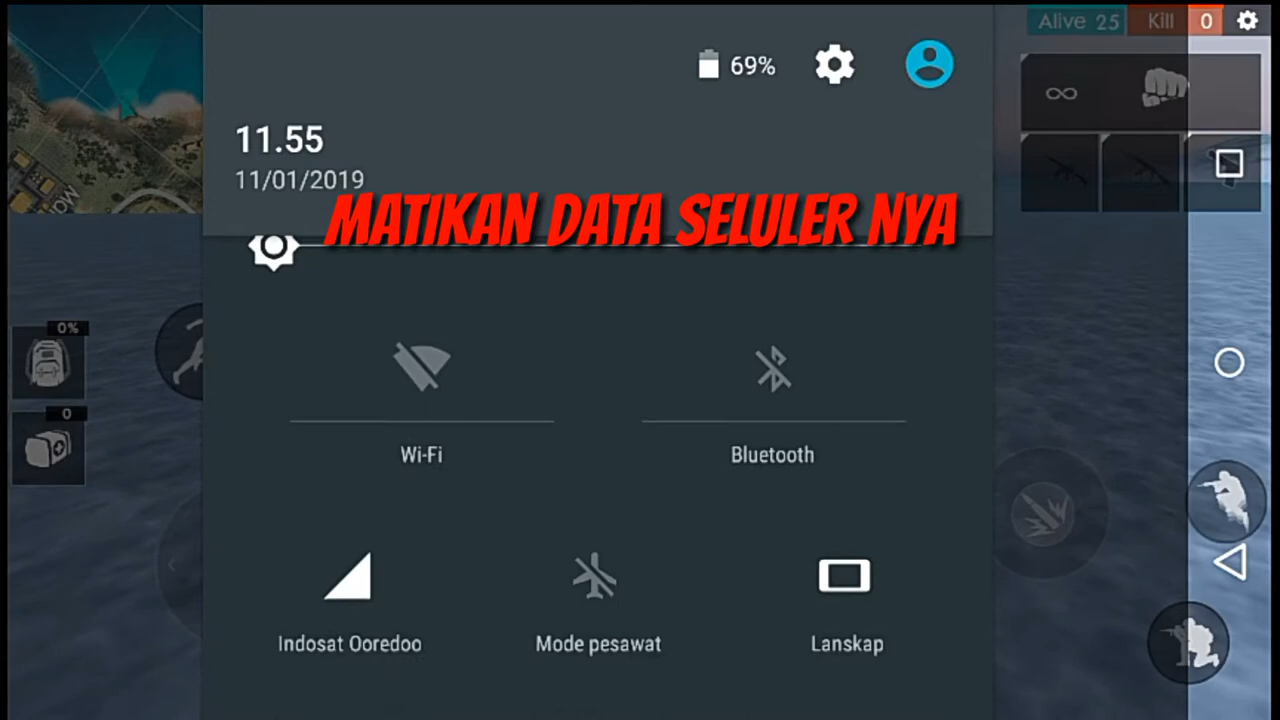 Alive 25 Kill 0
69%
∞
11.55
11/01/2019
MATIKAN DATA SELULER NYA
0%
0
Wi-Fi
Bluetooth
Indosat Ooredoo
Mode pesawat
Lanskap